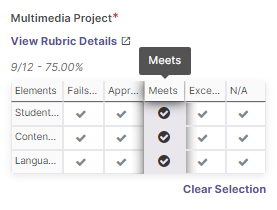 Multimedia Project*
View Rubric Details
Meets
9/12 - 75.00%
Elements Fails... Appr... Meets Exce... N/A
Student...
Conten...
Langua...
Clear Selection